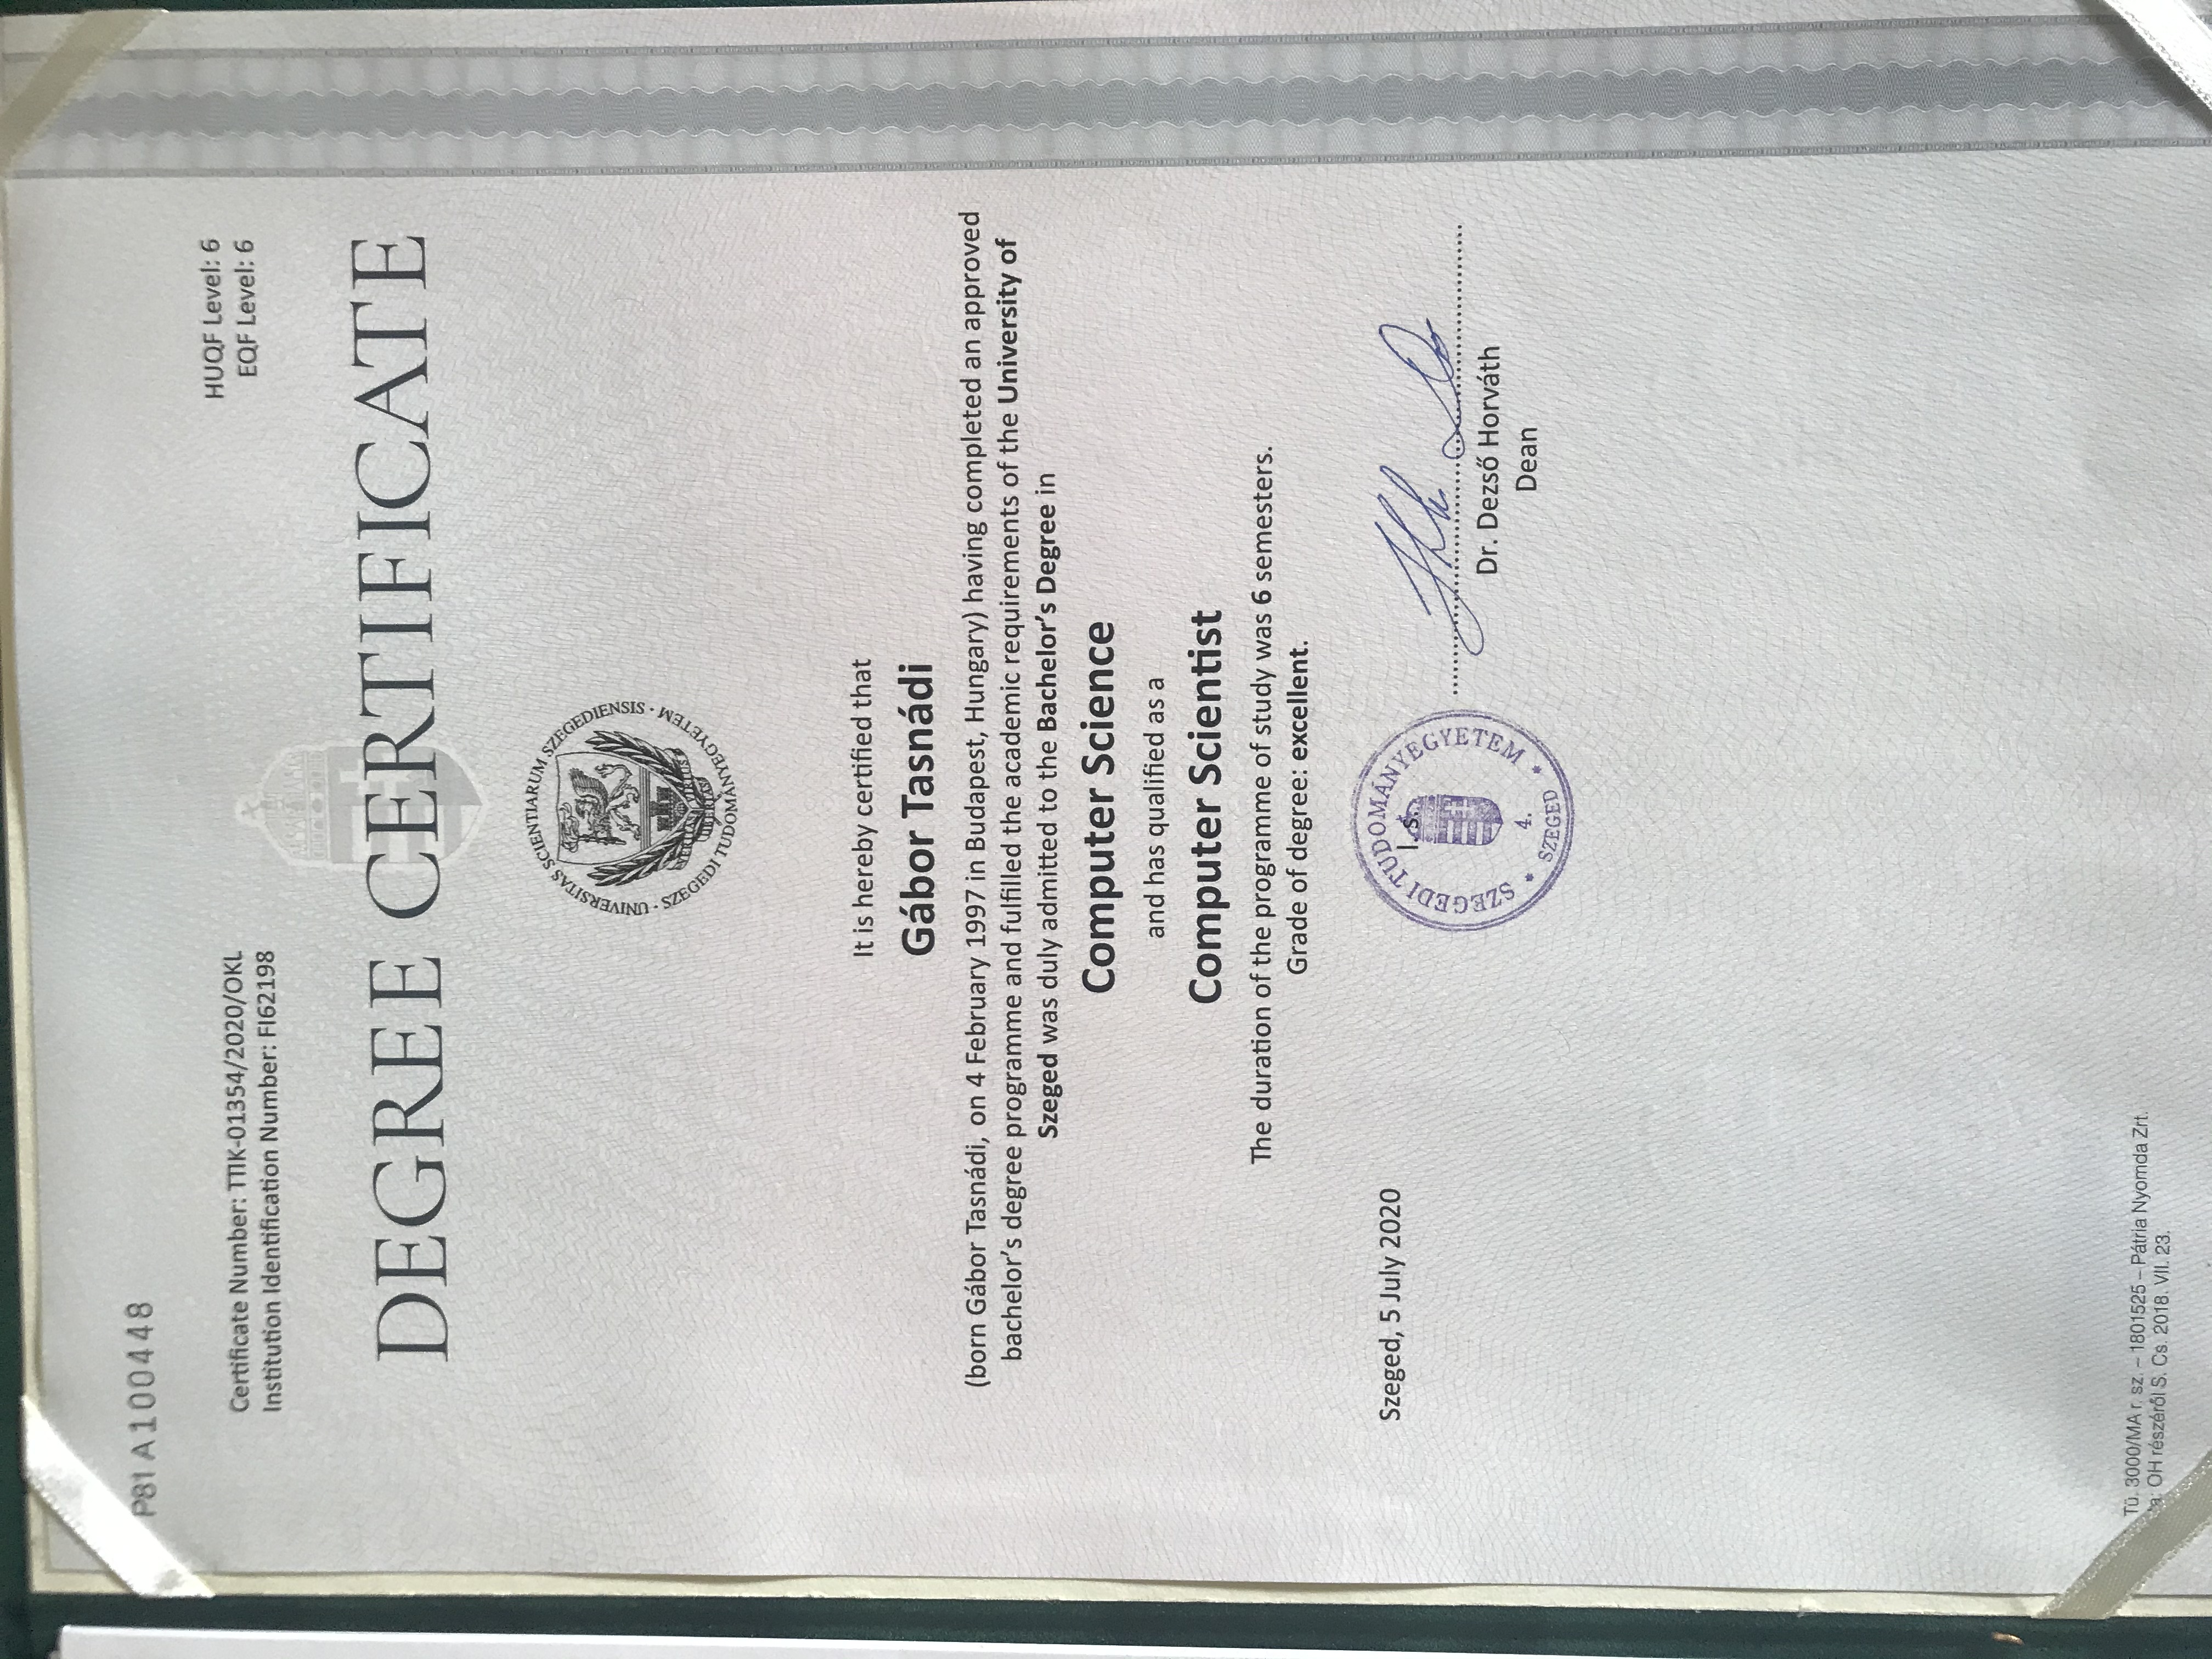 P81 A100448
HUQF Level: 6
EQF Level: 6
Certificate Number: TTIK-01354/2020/OKL
Institution Identification Number: FI62198
DEGREE CERTIFICATE
· UNIVERSITAS SCIENTIARUM SZEGEDIENSIS ·
SZEGEDI TUDOMÁNYEGYETEM
VERITAS VIRTUS
LIBERTAS
It is hereby certified that
Gábor Tasnádi
(born Gábor Tasnádi, on 4 February 1997 in Budapest, Hungary) having completed an approved
bachelor's degree programme and fulfilled the academic requirements of the University of
Szeged was duly admitted to the Bachelor's Degree in
Computer Science
and has qualified as a
Computer Scientist
The duration of the programme of study was 6 semesters.
Grade of degree: excellent.
Szeged, 5 July 2020
l. s.
SZEGEDI TUDOMÁNYEGYETEM
4.
* SZEGED *
Dr. Dezső Horváth
Dean
Tü. 3000/MA r. sz. – 1801525 – Pátria Nyomda Zrt.
OH részéről S. Cs. 2018. VII. 23.